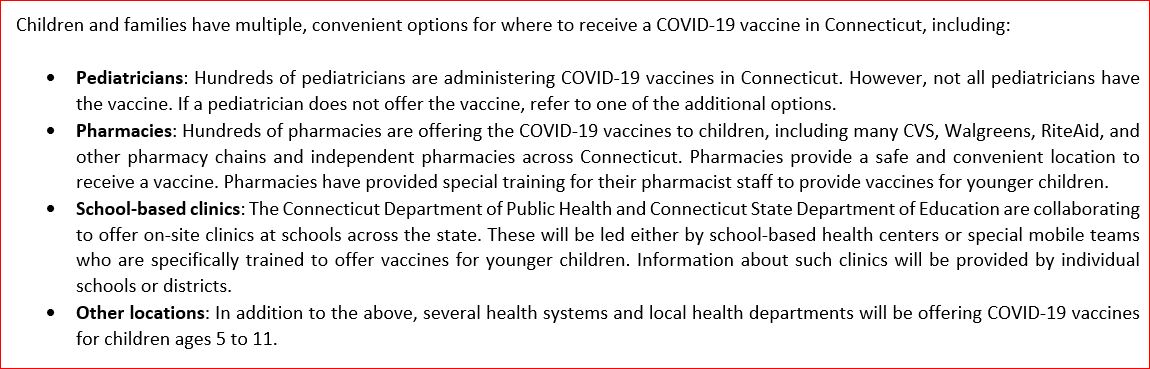 Children and families have multiple, convenient options for where to receive a COVID-19 vaccine in Connecticut, including:
• Pediatricians: Hundreds of pediatricians are administering COVID-19 vaccines in Connecticut. However, not all pediatricians have
the vaccine. If a pediatrician does not offer the vaccine, refer to one of the additional options.
• Pharmacies: Hundreds of pharmacies are offering the COVID-19 vaccines to children, including many CVS, Walgreens, RiteAid, and
other pharmacy chains and independent pharmacies across Connecticut. Pharmacies provide a safe and convenient location to
receive a vaccine. Pharmacies have provided special training for their pharmacist staff to provide vaccines for younger children.
• School-based clinics: The Connecticut Department of Public Health and Connecticut State Department of Education are collaborating
to offer on-site clinics at schools across the state. These will be led either by school-based health centers or special mobile teams
who are specifically trained to offer vaccines for younger children. Information about such clinics will be provided by individual
schools or districts.
• Other locations: In addition to the above, several health systems and local health departments will be offering COVID-19 vaccines
for children ages 5 to 11.